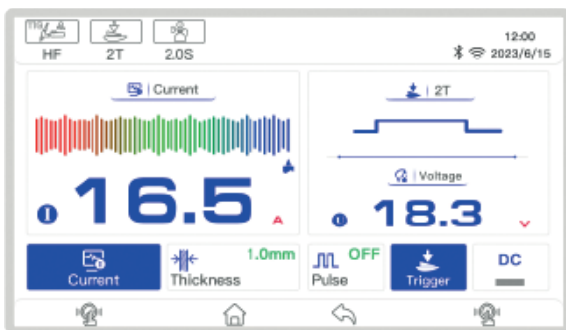 TIG
HF 2T 2.0S
12:00
2023/6/15
Current
2T
16.5 A
Voltage
18.3 V
Current
Thickness 1.0mm
Pulse OFF
Trigger
DC